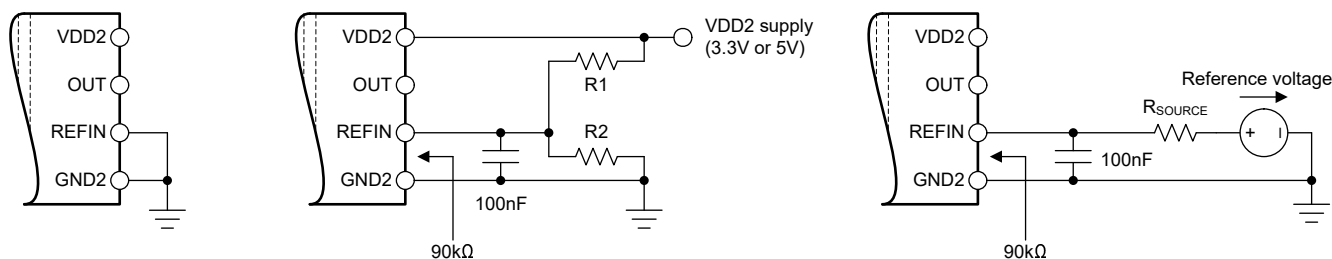 VDD2
OUT
REFIN
GND2
VDD2
OUT
REFIN
GND2
90kΩ
100nF
R1
R2
VDD2 supply
(3.3V or 5V)
VDD2
OUT
REFIN
GND2
90kΩ
100nF
RSOURCE
Reference voltage
+
I